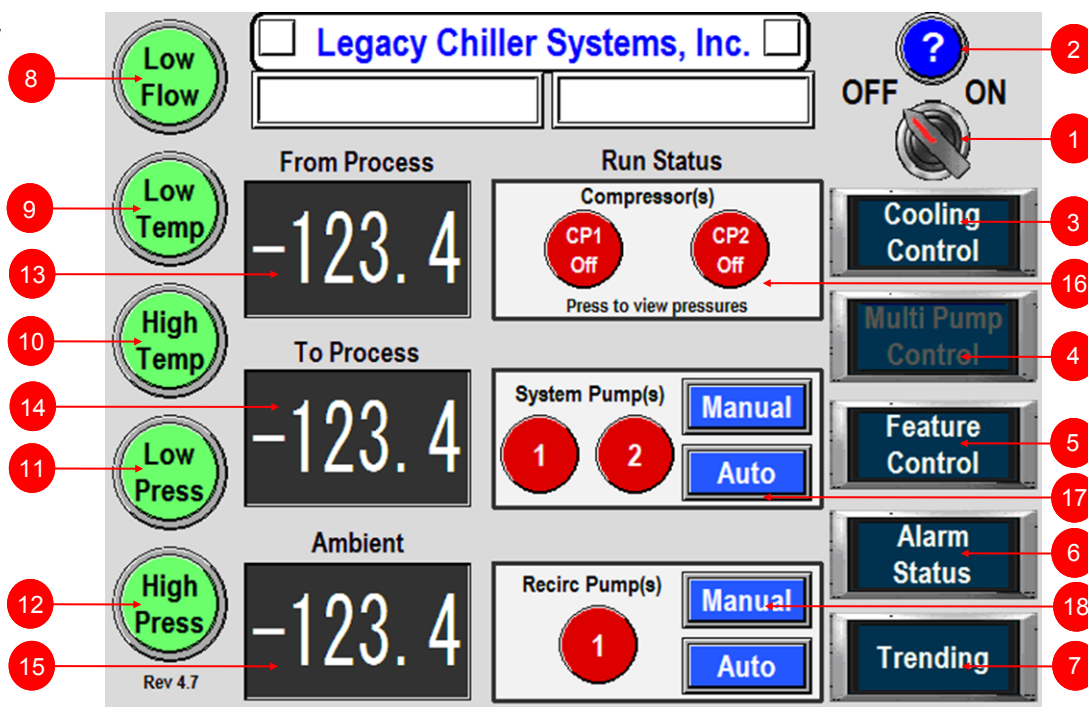 Legacy Chiller Systems, Inc.
?
OFF
ON
Low
Flow
Low
Temp
High
Temp
Low
Press
High
Press
Rev 4.7
From Process
-123.4
To Process
-123.4
Ambient
-123.4
Run Status
Compressor(s)
CP1
Off
CP2
Off
Press to view pressures
System Pump(s)
1
2
Manual
Auto
Recirc Pump(s)
1
Manual
Auto
Cooling
Control
Multi Pump
Control
Feature
Control
Alarm
Status
Trending
8
9
13
10
14
11
12
15
2
1
3
16
4
5
17
6
18
7